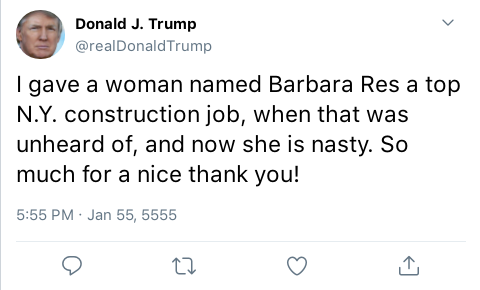 Donald J. Trump
@realDonaldTrump
I gave a woman named Barbara Res a top
N.Y. construction job, when that was
unheard of, and now she is nasty. So
much for a nice thank you!
5:55 PM · Jan 55, 5555